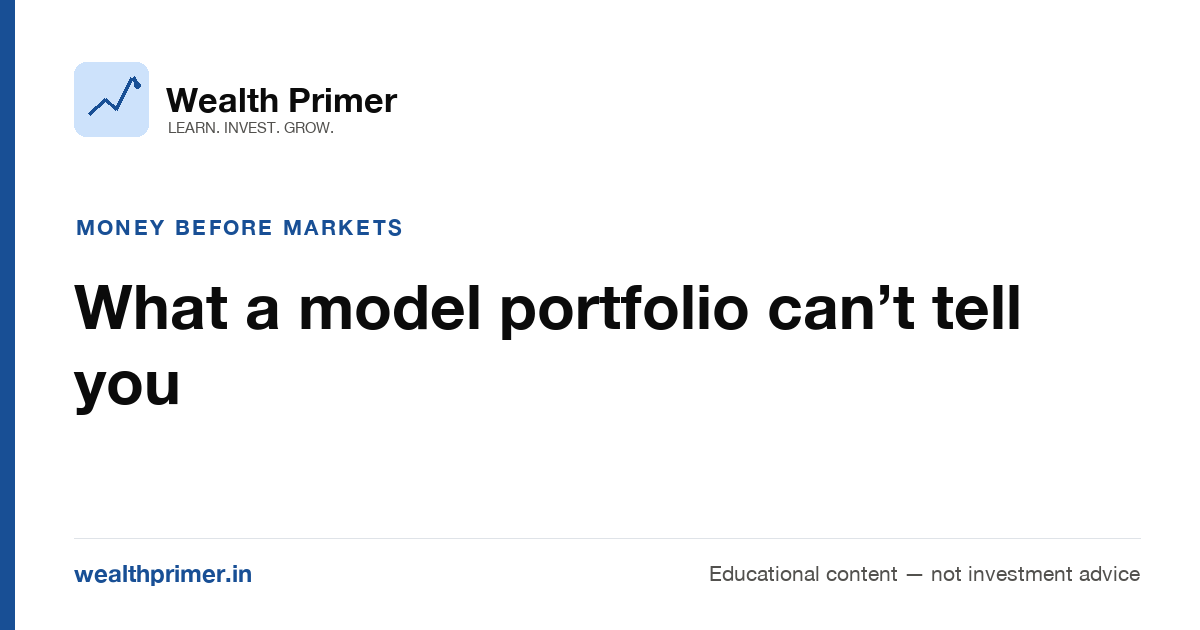 Wealth Primer
LEARN. INVEST. GROW.
MONEY BEFORE MARKETS
What a model portfolio can’t tell
you
wealthprimer.in
Educational content — not investment advice